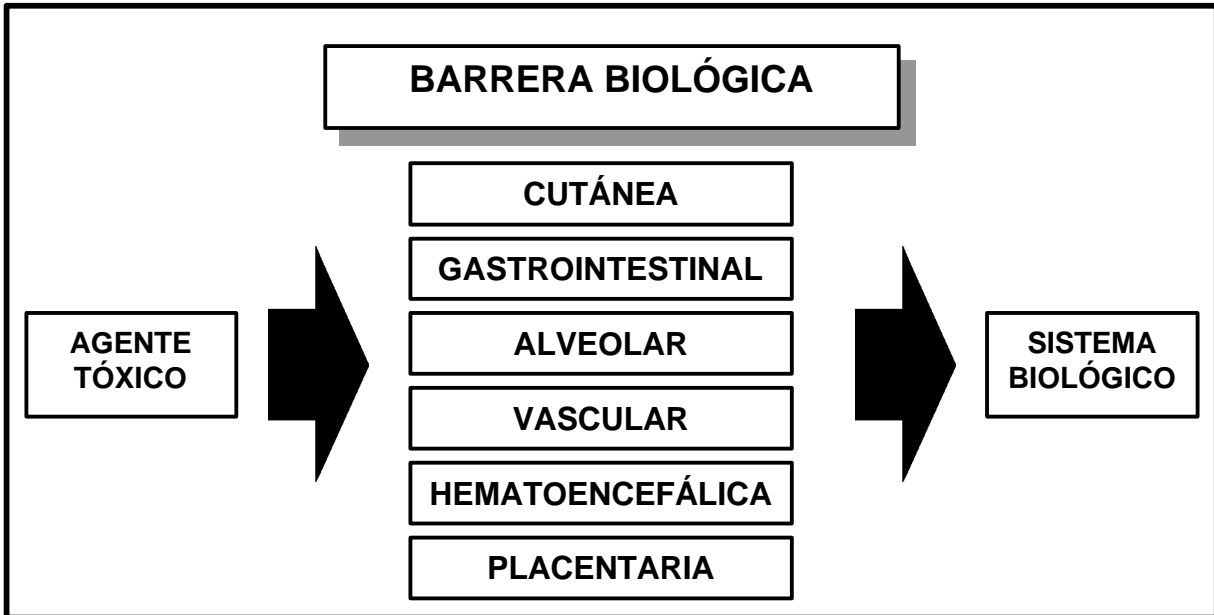 BARRERA BIOLÓGICA
CUTÁNEA
GASTROINTESTINAL
ALVEOLAR
VASCULAR
HEMATOENCEFÁLICA
PLACENTARIA
AGENTE
TÓXICO
SISTEMA
BIOLÓGICO